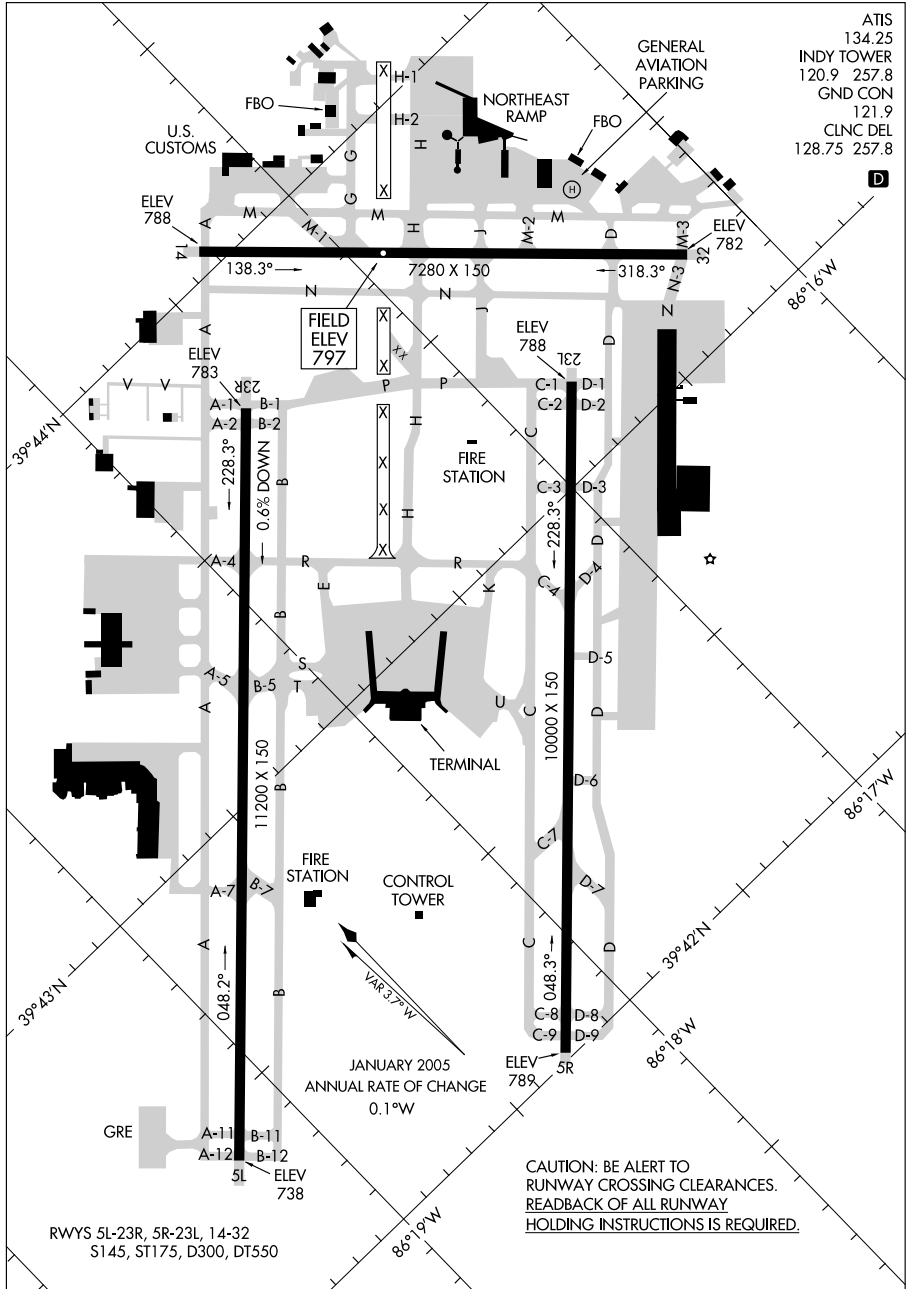 ATIS
134.25
INDY TOWER
120.9 257.8
GND CON
121.9
CLNC DEL
128.75 257.8
D
GENERAL
AVIATION
PARKING
H-1
FBO
NORTHEAST
RAMP
H-2
FBO
H
U.S.
CUSTOMS
G
G
H
ELEV
788
A
M
M-1
M
H
J
M-2
M
D
M-3
ELEV
782
14
32
138.3°
7280 X 150
318.3°
N-3
86°16'W
N
N
N
J
A
FIELD
ELEV
797
ELEV
788
D
ELEV
783
23R
23L
V
V
P
P
C-1
D-1
A-1
B-1
C-2
D-2
A-2
B-2
H
C
39°44'N
228.3°
0.6% DOWN
FIRE
STATION
B
C-3
D-3
H
228.3°
D
A-4
R
R
C-4
D-4
E
K
B
S
D-5
A-5
B-5
T
A
U
C
D
10000 X 150
11200 X 150
TERMINAL
B
D-6
86°17'W
C-7
FIRE
STATION
CONTROL
TOWER
A-7
B-7
D-7
39°42'N
A
C
D
048.2°
048.3°
VAR 3.7° W
B
39°43'N
C-8
D-8
C-9
D-9
86°18'W
JANUARY 2005
ANNUAL RATE OF CHANGE
0.1°W
ELEV
789
5R
GRE
A-11
B-11
A-12
B-12
5L
ELEV
738
CAUTION: BE ALERT TO
RUNWAY CROSSING CLEARANCES.
READBACK OF ALL RUNWAY
HOLDING INSTRUCTIONS IS REQUIRED.
86°19'W
RWYS 5L-23R, 5R-23L, 14-32
S145, ST175, D300, DT550